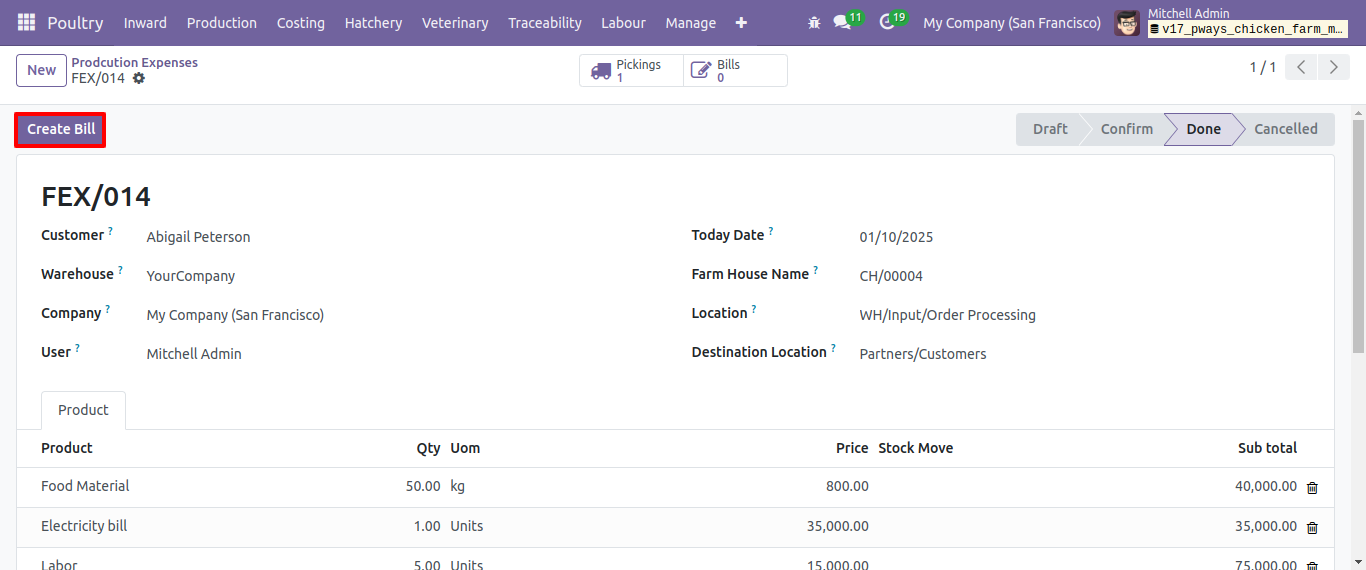 Poultry Inward Production Costing Hatchery Veterinary Traceability Labour Manage + 11 19 My Company (San Francisco) Mitchell Admin
v17_pways_chicken_farm_m...
New Prodcution Expenses Pickings Bills
FEX/014 1 0 1 / 1
Create Bill Draft Confirm Done Cancelled
FEX/014
Customer ? Abigail Peterson Today Date ? 01/10/2025
Warehouse ? YourCompany Farm House Name ? CH/00004
Company ? My Company (San Francisco) Location ? WH/Input/Order Processing
User ? Mitchell Admin Destination Location ? Partners/Customers
Product
Product Qty Uom Price Stock Move Sub total
Food Material 50.00 kg 800.00 40,000.00
Electricity bill 1.00 Units 35,000.00 35,000.00
Labor 5.00 Units 15,000.00 75,000.00